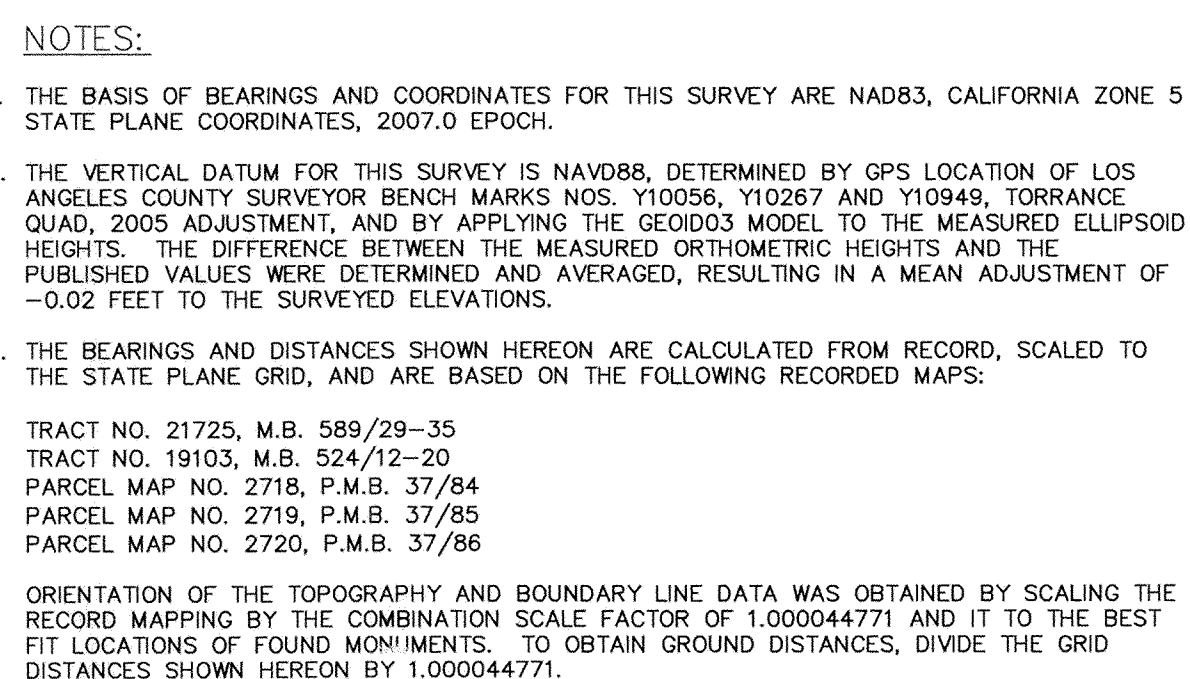 NOTES:
. THE BASIS OF BEARINGS AND COORDINATES FOR THIS SURVEY ARE NAD83, CALIFORNIA ZONE 5
STATE PLANE COORDINATES, 2007.0 EPOCH.
. THE VERTICAL DATUM FOR THIS SURVEY IS NAVD88, DETERMINED BY GPS LOCATION OF LOS
ANGELES COUNTY SURVEYOR BENCH MARKS NOS. Y10056, Y10267 AND Y10949, TORRANCE
QUAD, 2005 ADJUSTMENT, AND BY APPLYING THE GEOID03 MODEL TO THE MEASURED ELLIPSOID
HEIGHTS. THE DIFFERENCE BETWEEN THE MEASURED ORTHOMETRIC HEIGHTS AND THE
PUBLISHED VALUES WERE DETERMINED AND AVERAGED, RESULTING IN A MEAN ADJUSTMENT OF
-0.02 FEET TO THE SURVEYED ELEVATIONS.
. THE BEARINGS AND DISTANCES SHOWN HEREON ARE CALCULATED FROM RECORD, SCALED TO
THE STATE PLANE GRID, AND ARE BASED ON THE FOLLOWING RECORDED MAPS:
TRACT NO. 21725, M.B. 589/29-35
TRACT NO. 19103, M.B. 524/12-20
PARCEL MAP NO. 2718, P.M.B. 37/84
PARCEL MAP NO. 2719, P.M.B. 37/85
PARCEL MAP NO. 2720, P.M.B. 37/86
ORIENTATION OF THE TOPOGRAPHY AND BOUNDARY LINE DATA WAS OBTAINED BY SCALING THE
RECORD MAPPING BY THE COMBINATION SCALE FACTOR OF 1.000044771 AND IT TO THE BEST
FIT LOCATIONS OF FOUND MONUMENTS. TO OBTAIN GROUND DISTANCES, DIVIDE THE GRID
DISTANCES SHOWN HEREON BY 1.000044771.